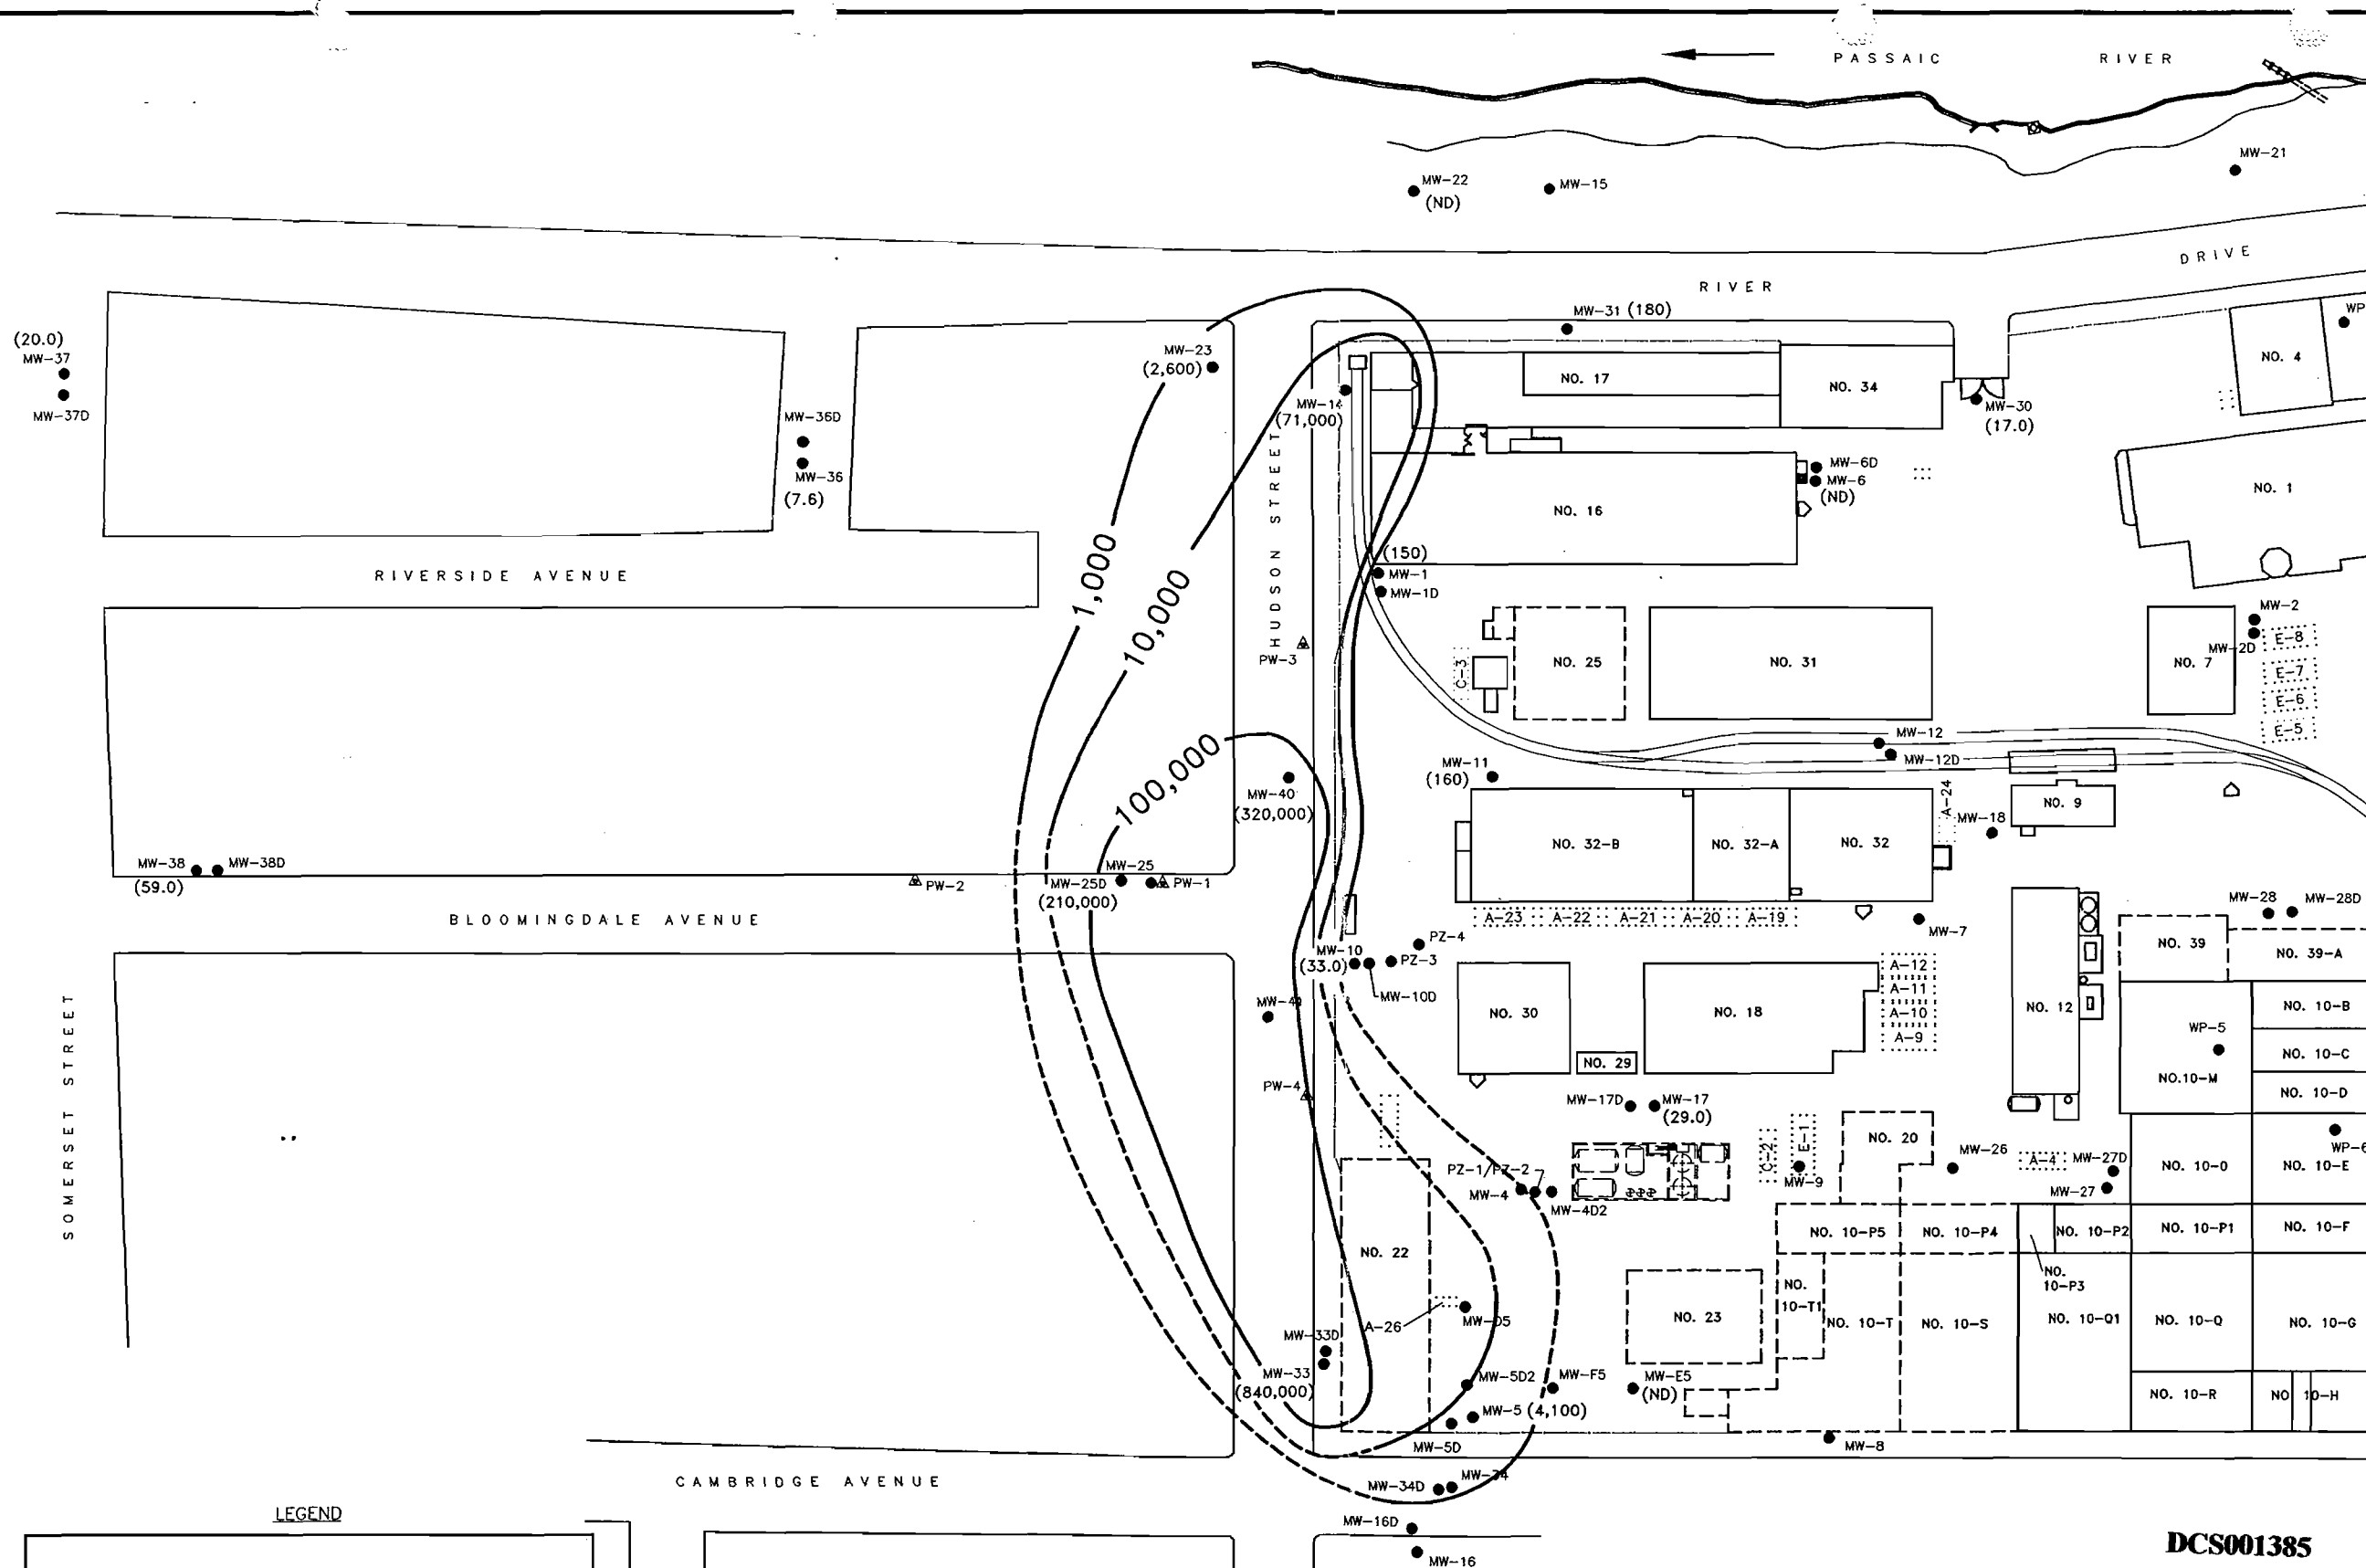 PASSAIC RIVER
MW-21
MW-22
(ND)
MW-15
DRIVE
RIVER
MW-31 (180)
WP
(20.0)
MW-37
MW-37D
MW-23
(2,600)
NO. 17
NO. 34
NO. 4
MW-14
(71,000)
MW-30
(17.0)
MW-36D
MW-36
(7.6)
HUDSON STREET
MW-6D
MW-6
(ND)
NO. 16
NO. 1
1,000
10,000
(150)
MW-1
MW-1D
RIVERSIDE AVENUE
MW-2
MW-2D
E-8
E-7
E-6
E-5
PW-3
C-3
NO. 25
NO. 31
NO. 7
100,000
MW-12
MW-12D
MW-11
(160)
MW-40
(320,000)
A-24
MW-18
NO. 9
NO. 32-B
NO. 32-A
NO. 32
MW-38
MW-38D
(59.0)
PW-2
MW-25
MW-25D
(210,000)
PW-1
BLOOMINGDALE AVENUE
A-23
A-22
A-21
A-20
A-19
MW-7
MW-28
MW-28D
PZ-4
MW-10
(33.0)
PZ-3
MW-10D
NO. 39
NO. 39-A
A-12
A-11
A-10
A-9
SOMERSET STREET
NO. 30
NO. 18
NO. 12
WP-5
NO. 10-B
NO. 10-C
NO. 29
NO.10-M
NO. 10-D
PW-4
MW-17D
MW-17
(29.0)
C-2
E-1
NO. 20
MW-26
A-4
MW-27D
MW-27
WP-6
NO. 10-O
NO. 10-E
PZ-1/PZ-2
MW-4
MW-4D2
MW-9
NO. 22
NO. 10-P5
NO. 10-P4
NO. 10-P2
NO. 10-P1
NO. 10-F
NO.
10-P3
NO.
10-T1
A-26
MW-D5
NO. 23
NO. 10-T
NO. 10-S
NO. 10-Q1
NO. 10-Q
NO. 10-G
MW-33D
MW-33
(840,000)
MW-5D2
MW-F5
MW-E5
(ND)
NO. 10-R
NO 10-H
MW-5 (4,100)
MW-5D
MW-8
CAMBRIDGE AVENUE
MW-34D
MW-34
LEGEND
MW-16D
MW-16
DCS001385